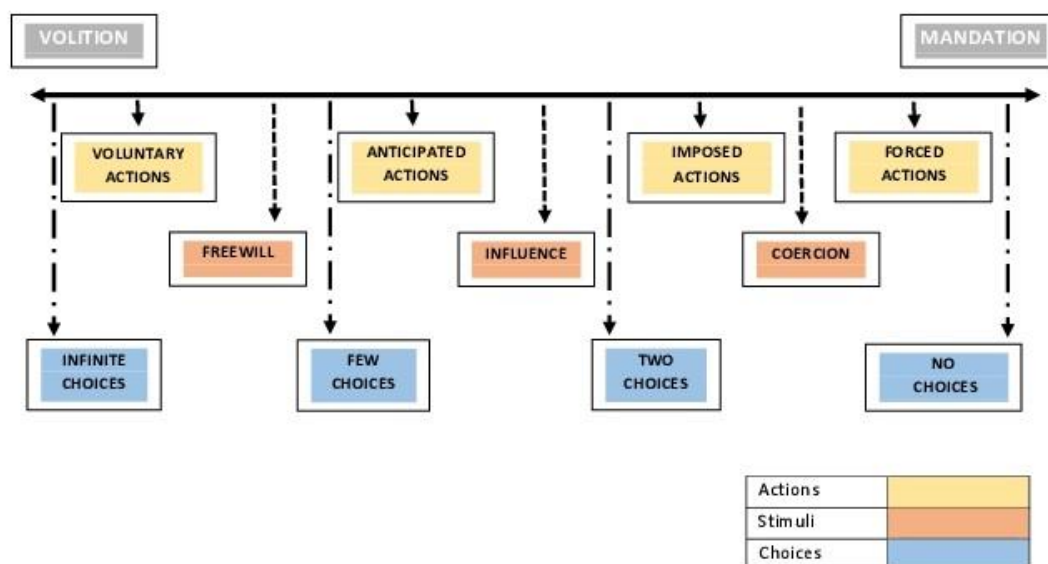 VOLITION
MANDATION
VOLUNTARY
ACTIONS
ANTICIPATED
ACTIONS
IMPOSED
ACTIONS
FORCED
ACTIONS
FREEWILL
INFLUENCE
COERCION
INFINITE
CHOICES
FEW
CHOICES
TWO
CHOICES
NO
CHOICES
Actions
Stimuli
Choices